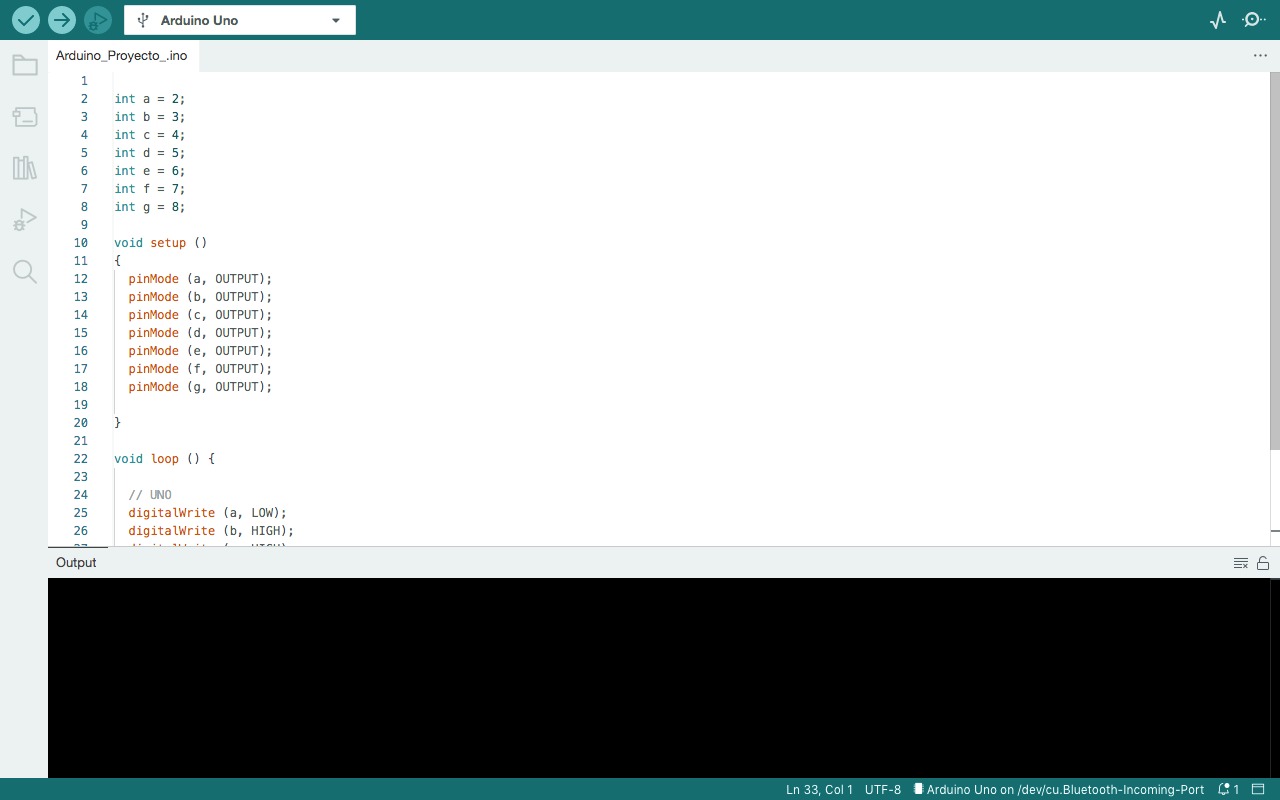 Arduino Uno
Arduino_Proyecto_.ino
1
2 int a = 2;
3 int b = 3;
4 int c = 4;
5 int d = 5;
6 int e = 6;
7 int f = 7;
8 int g = 8;
9
10 void setup ()
11 {
12 pinMode (a, OUTPUT);
13 pinMode (b, OUTPUT);
14 pinMode (c, OUTPUT);
15 pinMode (d, OUTPUT);
16 pinMode (e, OUTPUT);
17 pinMode (f, OUTPUT);
18 pinMode (g, OUTPUT);
19
20 }
21
22 void loop () {
23
24 // UNO
25 digitalWrite (a, LOW);
26 digitalWrite (b, HIGH);
Output
Ln 33, Col 1 UTF-8 Arduino Uno on /dev/cu.Bluetooth-Incoming-Port 1